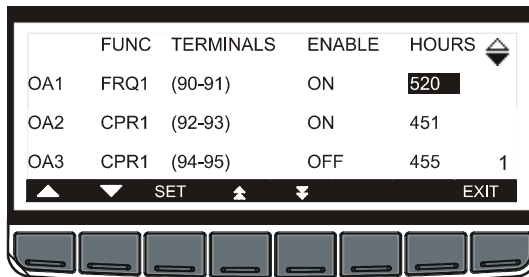 FUNC TERMINALS ENABLE HOURS
OA1 FRQ1 (90-91) ON 520
OA2 CPR1 (92-93) ON 451
OA3 CPR1 (94-95) OFF 455 1
SET EXIT